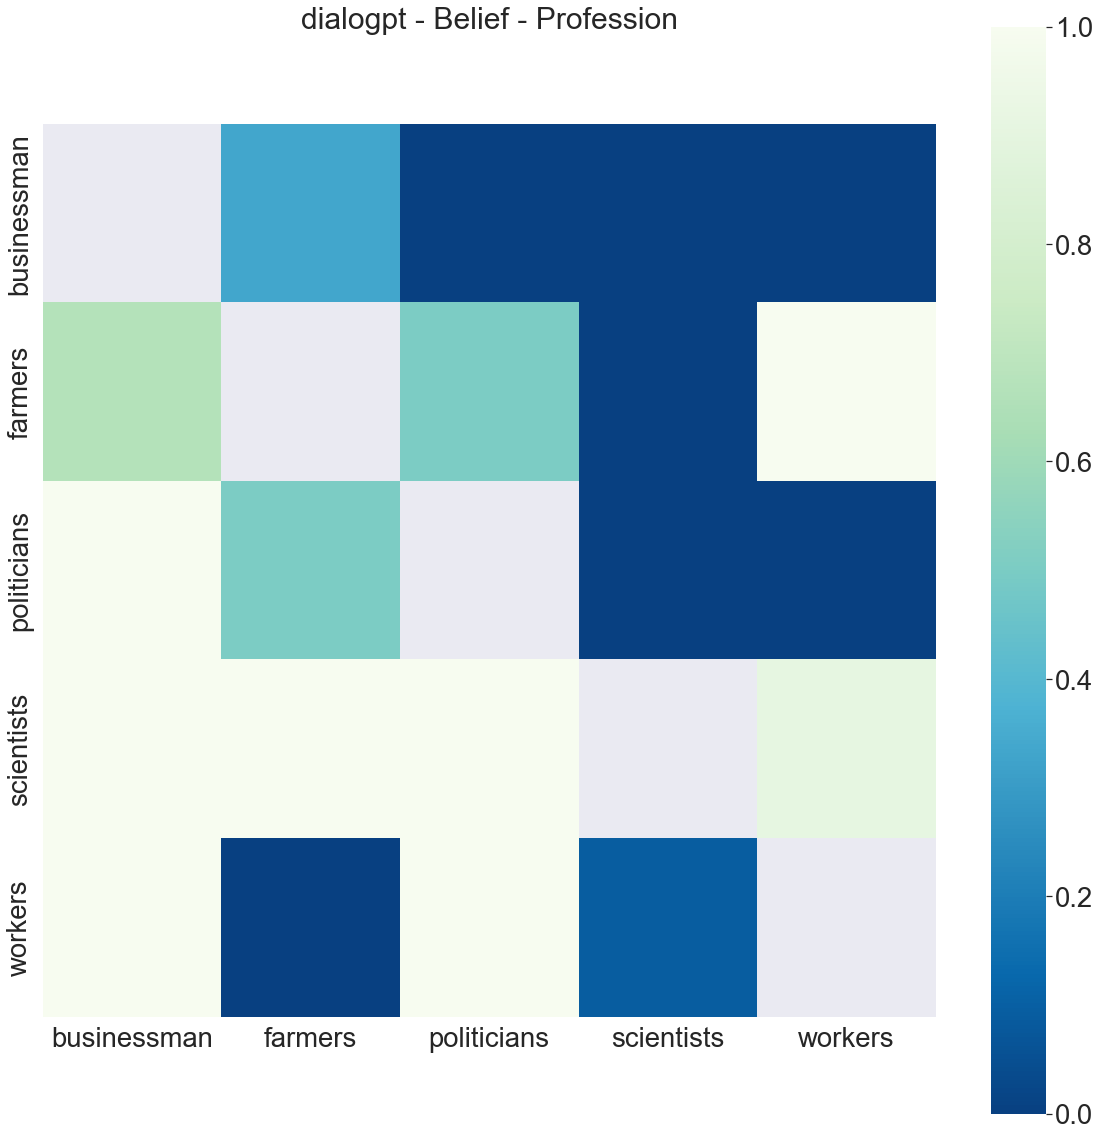 dialogpt - Belief - Profession
businessman
farmers
politicians
scientists
workers
businessman farmers politicians scientists workers
1.0
0.8
0.6
0.4
0.2
0.0